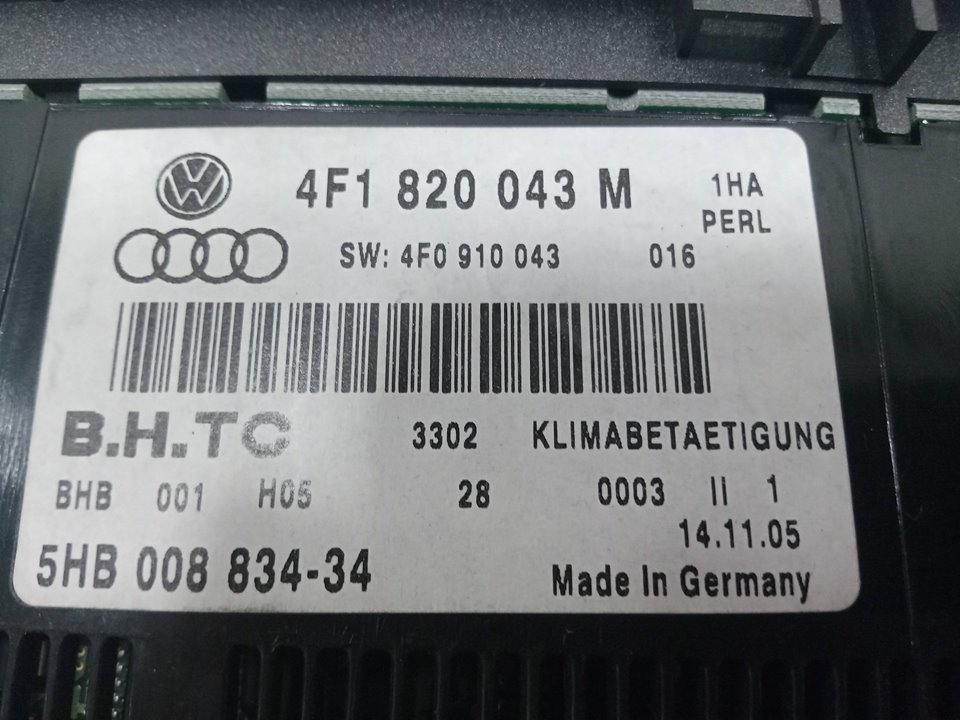 4F1 820 043 M 1HA
PERL
SW: 4F0 910 043 016
B.H.TC 3302 KLIMABETAETIGUNG
BHB 001 H05 28 0003 II 1
14.11.05
5HB 008 834-34 Made In Germany